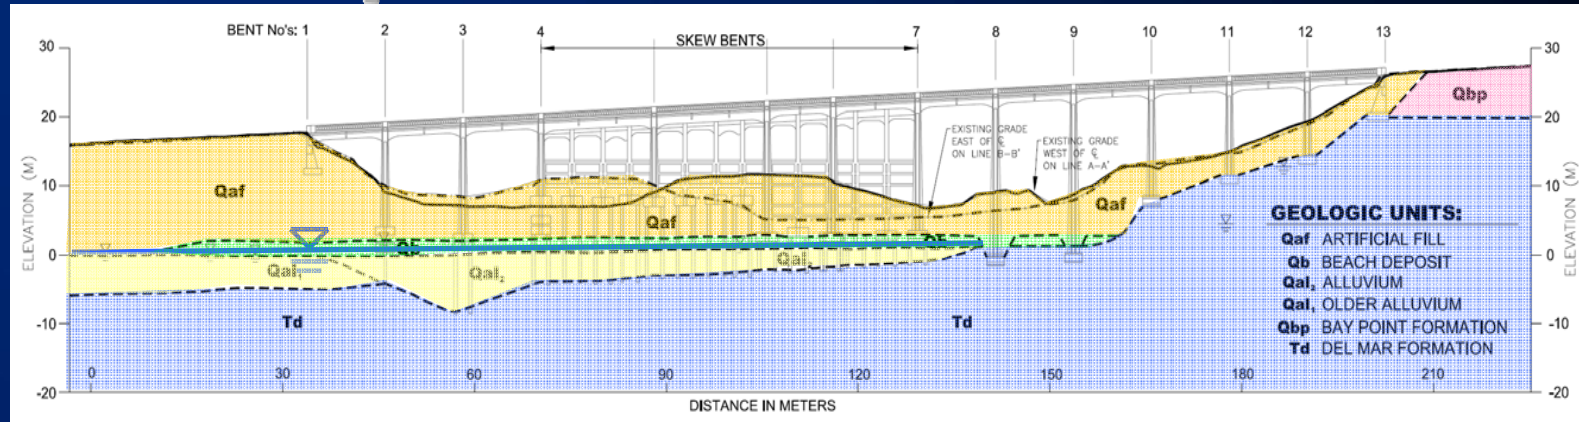 BENT No's: 1 2 3 4 7 8 9 10 11 12 13
SKEW BENTS
30 30
20 20
10 10
0 0
-10 -10
-20 -20
ELEVATION (M)
ELEVATION (M)
EXISTING GRADE
EAST OF ℄
ON LINE B-B'
EXISTING GRADE
WEST OF ℄
ON LINE A-A'
Qbp
Qaf
Qaf
Qaf
Qb
Qal₂
Qal₂
Td
Td
GEOLOGIC UNITS:
Qaf ARTIFICIAL FILL
Qb BEACH DEPOSIT
Qal₂ ALLUVIUM
Qal₁ OLDER ALLUVIUM
Qbp BAY POINT FORMATION
Td DEL MAR FORMATION
0 30 60 90 120 150 180 210
DISTANCE IN METERS